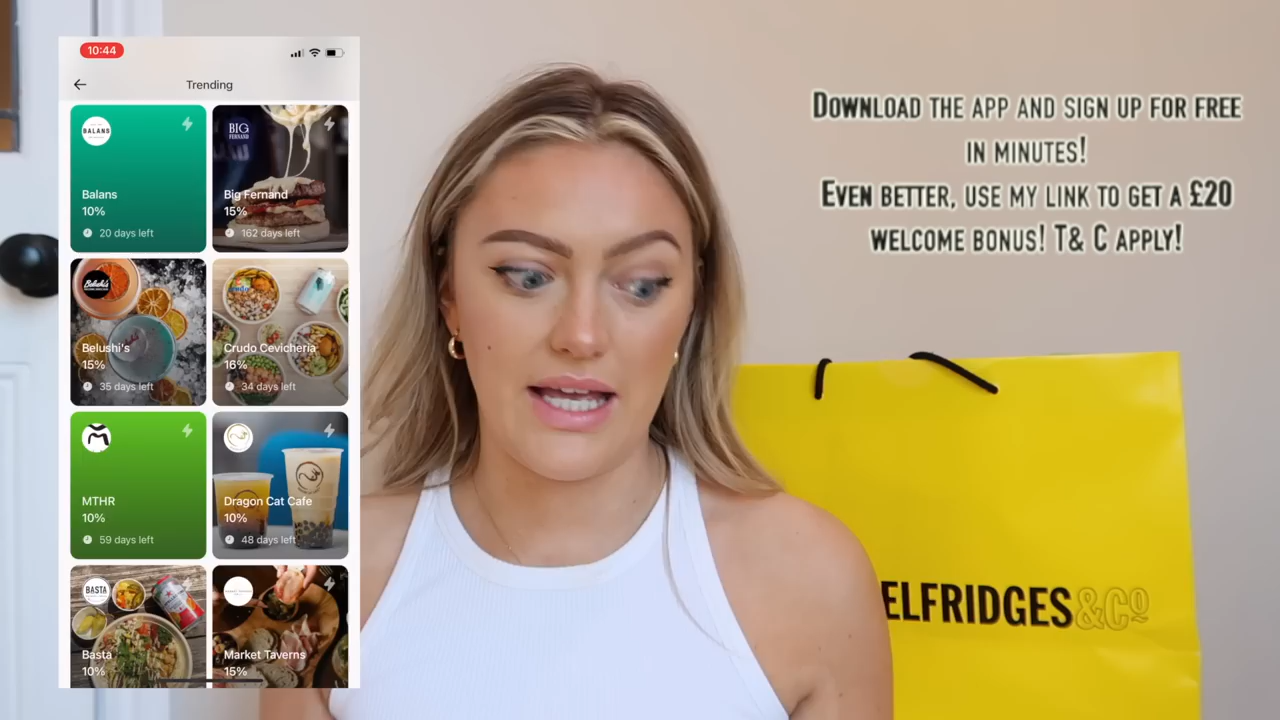 10:44
Trending
BALANS
Balans
10%
20 days left
BIG
FERNAND
Big Fernand
15%
162 days left
Belushi's
Belushi's
15%
35 days left
Crudo Cevicheria
16%
34 days left
MTHR
10%
59 days left
Dragon Cat Cafe
10%
48 days left
BASTA
Basta
10%
Market Taverns
15%
DOWNLOAD THE APP AND SIGN UP FOR FREE
IN MINUTES!
EVEN BETTER, USE MY LINK TO GET A £20
WELCOME BONUS! T& C APPLY!
ELFRIDGES&CO